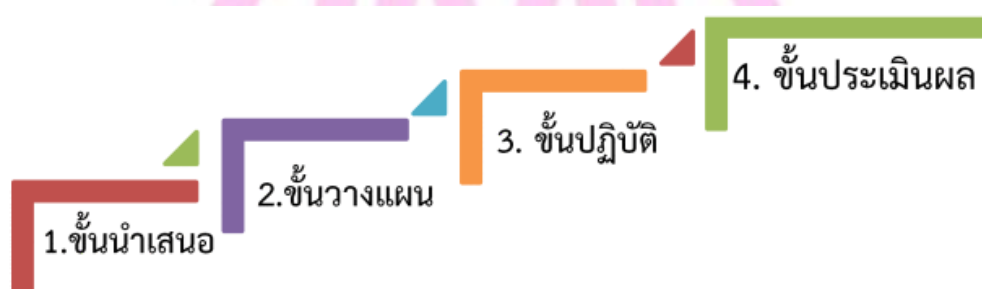 1.ขั้นนำเสนอ
2.ขั้นวางแผน
3. ขั้นปฏิบัติ
4. ขั้นประเมินผล